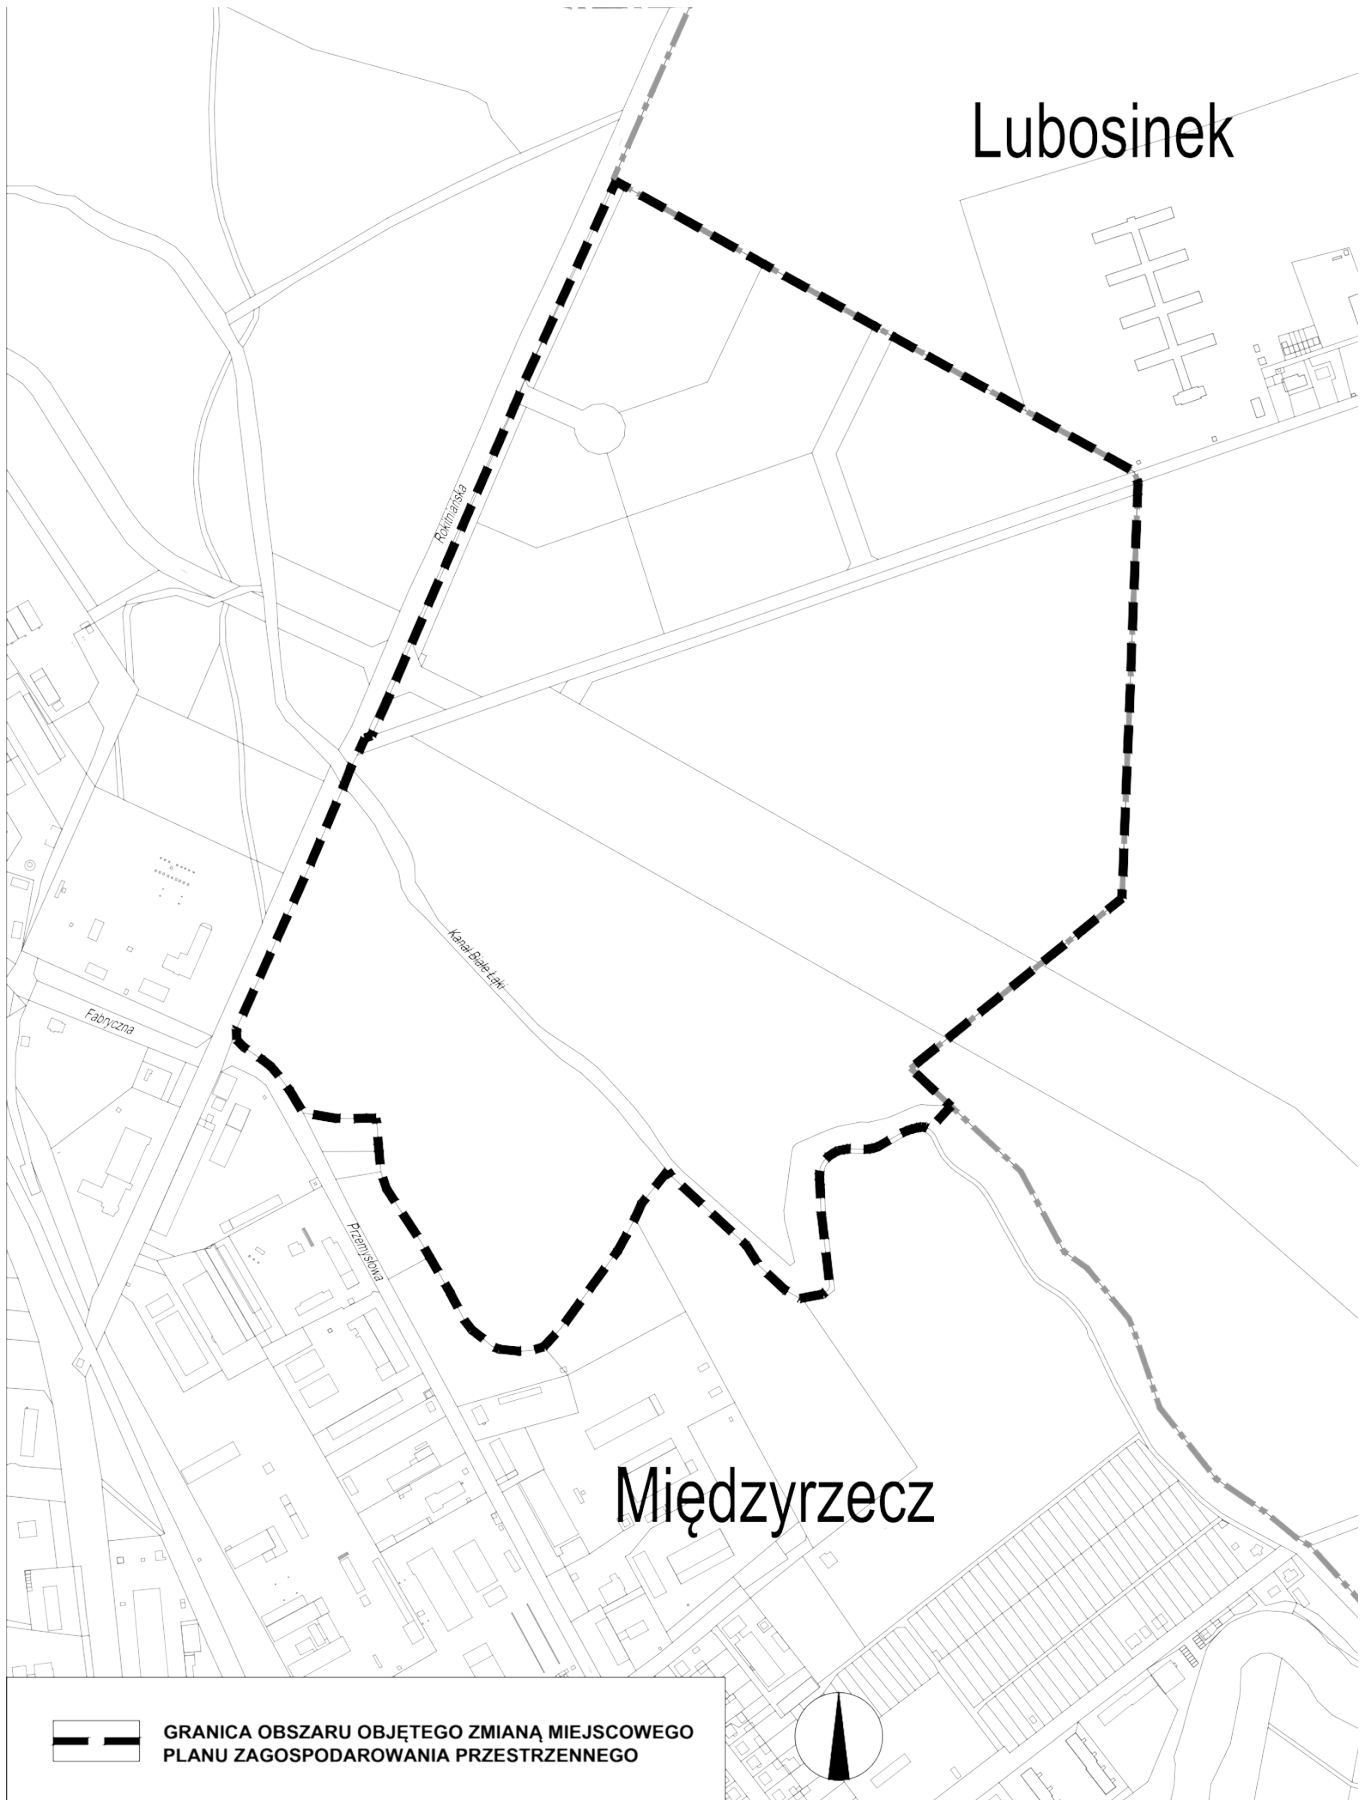 Lubosinek
Rokitniańska
Kanał Białe Łąki
Fabryczna
Przemysłowa
Międzyrzecz
GRANICA OBSZARU OBJĘTEGO ZMIANĄ MIEJSCOWEGO
PLANU ZAGOSPODAROWANIA PRZESTRZENNEGO